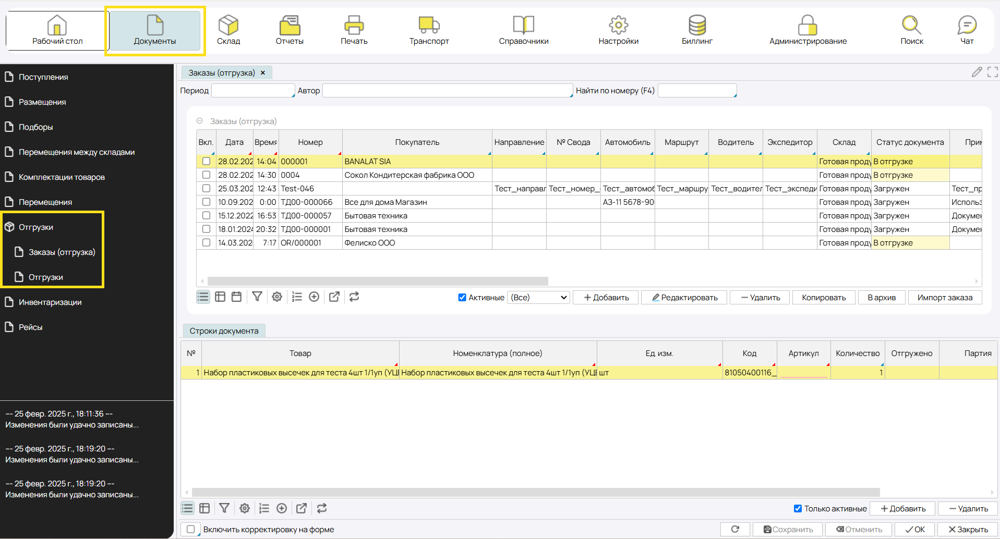 Рабочий стол
Документы
Склад
Отчеты
Печать
Транспорт
Справочники
Настройки
Биллинг
Администрирование
Поиск
Чат
Поступления
Размещения
Подборы
Перемещения между складами
Комплектации товаров
Перемещения
Отгрузки
Заказы (отгрузка)
Отгрузки
Инвентаризации
Рейсы
-- 25 февр. 2025 г., 18:11:36 --
Изменения были удачно записаны...
-- 25 февр. 2025 г., 18:19:20 --
Изменения были удачно записаны...
-- 25 февр. 2025 г., 18:19:20 --
Изменения были удачно записаны...
Заказы (отгрузка) ×
Период Автор Найти по номеру (F4)
Заказы (отгрузка)
Вкл. Дата Время Номер Покупатель Направление № Свода Автомобиль Маршрут Водитель Экспедитор Склад Статус документа При
28.02.202 14:04 000001 BANALAT SIA Готовая проду В отгрузке
28.02.202 14:30 0004 Сокол Кондитерская фабрика ООО Готовая проду В отгрузке
25.03.202 12:43 Test-046 Тест_направл Тест_номер_ Тест_автомоб Тест_маршру Тест_водител Тест_экспеди Готовая проду Загружен Тест_пр
10.09.202 0:00 ТД00-000066 Все для дома Магазин АЗ-11 5678-90 Готовая проду Загружен Использ
15.12.2022 16:53 ТД00-000057 Бытовая техника Готовая проду Загружен Докумен
18.01.2024 20:32 ТД00-000001 Бытовая техника Готовая проду Загружен Докумен
14.03.202 7:17 OR/000001 Фелиско ООО Готовая проду В отгрузке
Активные (Все) + Добавить Редактировать — Удалить Копировать В архив Импорт заказа
Строки документа
№ Товар Номенклатура (полное) Ед. изм. Код Артикул Количество Отгружено Партия
1 Набор пластиковых высечек для теста 4шт 1/1уп (УЦЕ Набор пластиковых высечек для теста 4шт 1/1уп (УЦЕ шт 81050400116_ 1
Только активные + Добавить — Удалить
Включить корректировку на форме Сохранить Отменить ОК Закрыть